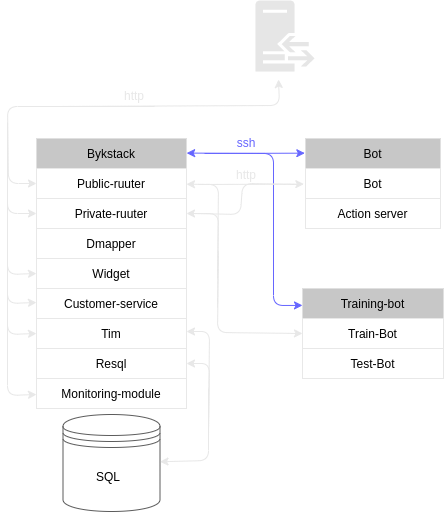 http
Bykstack
ssh
Bot
Public-ruuter
http
Bot
Private-ruuter
Action server
Dmapper
Widget
Customer-service
Training-bot
Tim
Train-Bot
Resql
Test-Bot
Monitoring-module
SQL